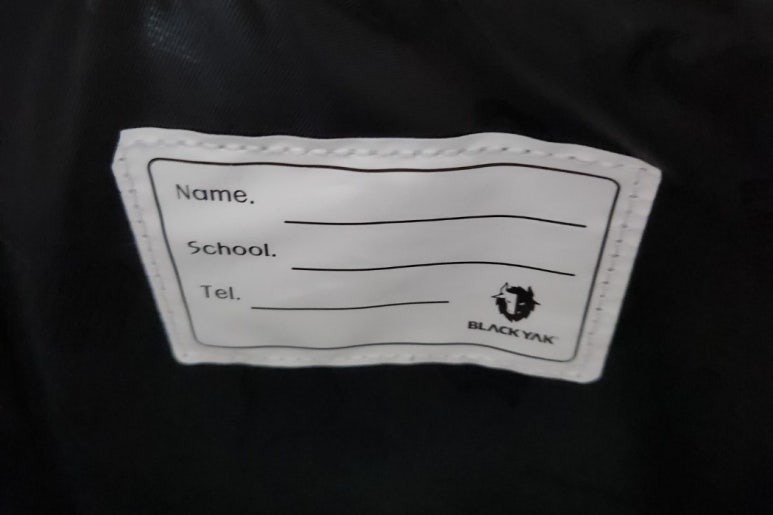 Name.
School.
Tel.
BLACKYAK